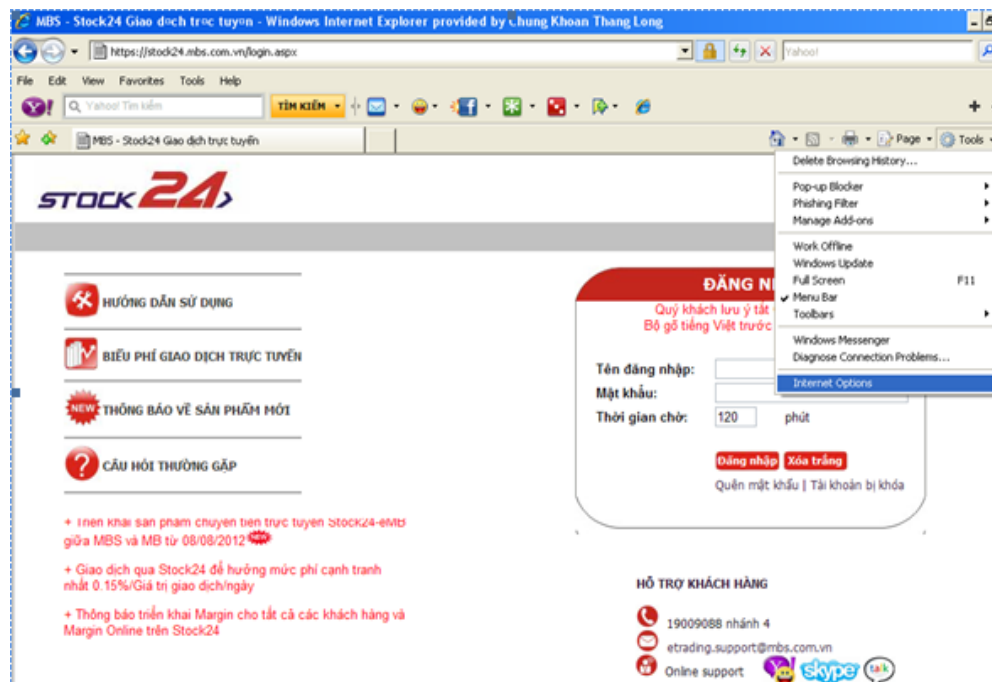 MBS - Stock24 Giao dịch trực tuyến - Windows Internet Explorer provided by Chung Khoan Thang Long
https://stock24.mbs.com.vn/login.aspx
Yahoo!
File Edit View Favorites Tools Help
Yahoo! Tìm kiếm
TÌM KIẾM
MBS - Stock24 Giao dịch trực tuyến
Page
Tools
Delete Browsing History...
Pop-up Blocker
Phishing Filter
Manage Add-ons
Work Offline
Windows Update
Full Screen F11
Menu Bar
Toolbars
Windows Messenger
Diagnose Connection Problems...
Internet Options
STOCK 24
HƯỚNG DẪN SỬ DỤNG
BIỂU PHÍ GIAO DỊCH TRỰC TUYẾN
NEW THÔNG BÁO VỀ SẢN PHẨM MỚI
? CÂU HỎI THƯỜNG GẶP
+ Triển khai sản phẩm chuyển tiền trực tuyến Stock24-eMB
giữa MBS và MB từ 08/08/2012 NEW
+ Giao dịch qua Stock24 để hưởng mức phí cạnh tranh
nhất 0.15%/Giá trị giao dịch/ngày
+ Thông báo triển khai Margin cho tất cả các khách hàng và
Margin Online trên Stock24
ĐĂNG N
Quý khách lưu ý tắt
Bộ gõ tiếng Việt trước
Tên đăng nhập:
Mật khẩu:
Thời gian chờ: 120 phút
Đăng nhập Xóa trắng
Quên mật khẩu | Tài khoản bị khóa
HỖ TRỢ KHÁCH HÀNG
19009088 nhánh 4
etrading.support@mbs.com.vn
Online support Y! skype talk